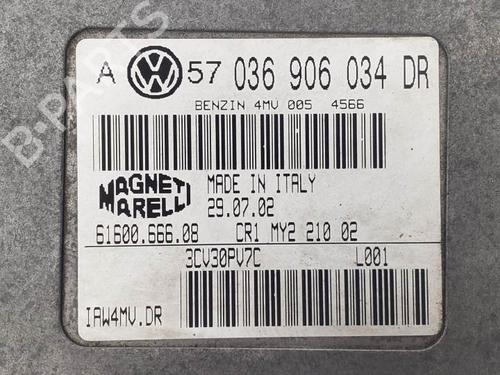 A VW 57 036 906 034 DR
BENZIN 4MV 005 4566
MAGNETI
MARELLI
MADE IN ITALY
29.07.02
61600.666.08 CR1 MY2 210 02
3CV30PV7C L001
IAW4MV.DR
B-PARTS